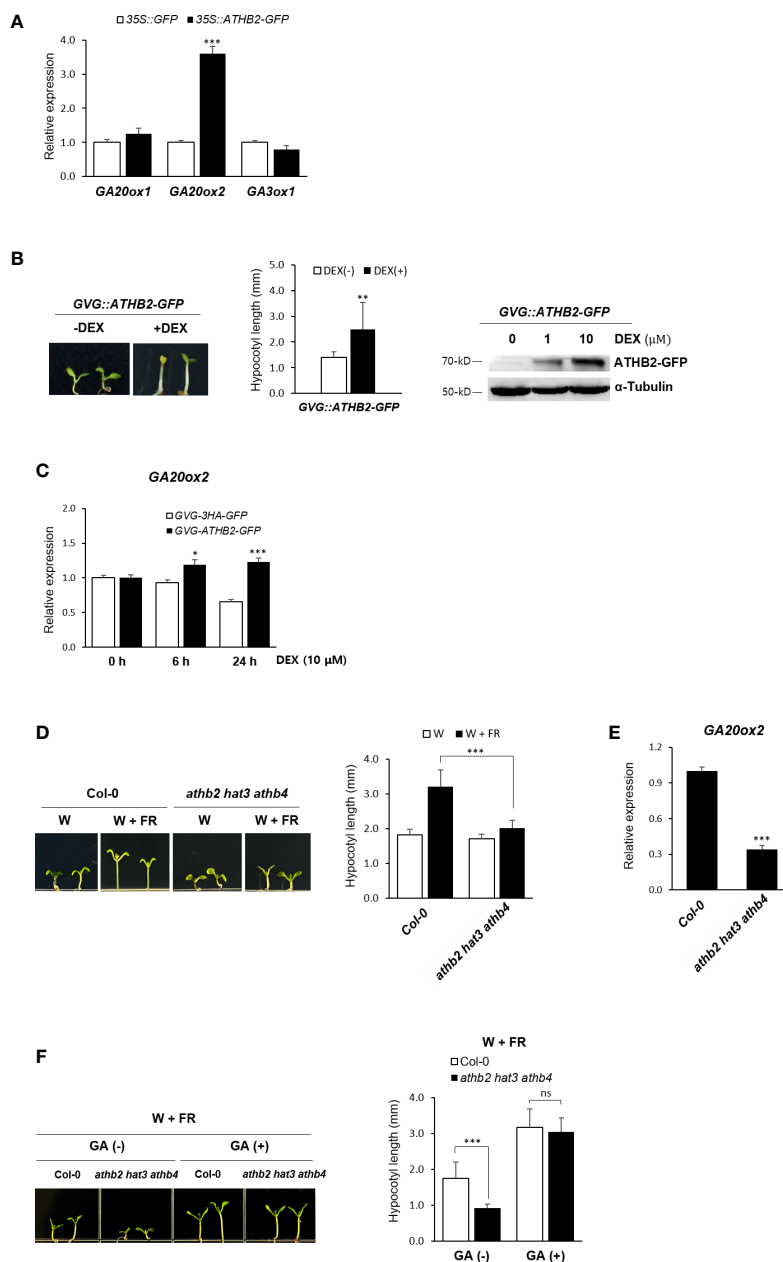 A
35S::GFP 35S::ATHB2-GFP
Relative expression
4.0
3.0
2.0
1.0
0.0
***
GA20ox1 GA20ox2 GA3ox1
B
GVG::ATHB2-GFP
-DEX +DEX
Hypocotyl length (mm)
5.0
4.0
3.0
2.0
1.0
0.0
DEX(-) DEX(+)
**
GVG::ATHB2-GFP
GVG::ATHB2-GFP
0 1 10 DEX (μM)
70-kD ATHB2-GFP
50-kD α-Tubulin
C
GA20ox2
Relative expression
2.0
1.5
1.0
0.5
0.0
GVG-3HA-GFP
GVG-ATHB2-GFP
* ***
0 h 6 h 24 h DEX (10 μM)
D
Col-0 athb2 hat3 athb4
W W + FR W W + FR
W W + FR
Hypocotyl length (mm)
4.0
3.0
2.0
1.0
0.0
***
Col-0 athb2 hat3 athb4
E
GA20ox2
Relative expression
1.2
0.9
0.6
0.3
0.0
***
Col-0 athb2 hat3 athb4
F
W + FR
GA (-) GA (+)
Col-0 athb2 hat3 athb4 Col-0 athb2 hat3 athb4
W + FR
Col-0
athb2 hat3 athb4
Hypocotyl length (mm)
4.0
3.0
2.0
1.0
0.0
*** ns
GA (-) GA (+)